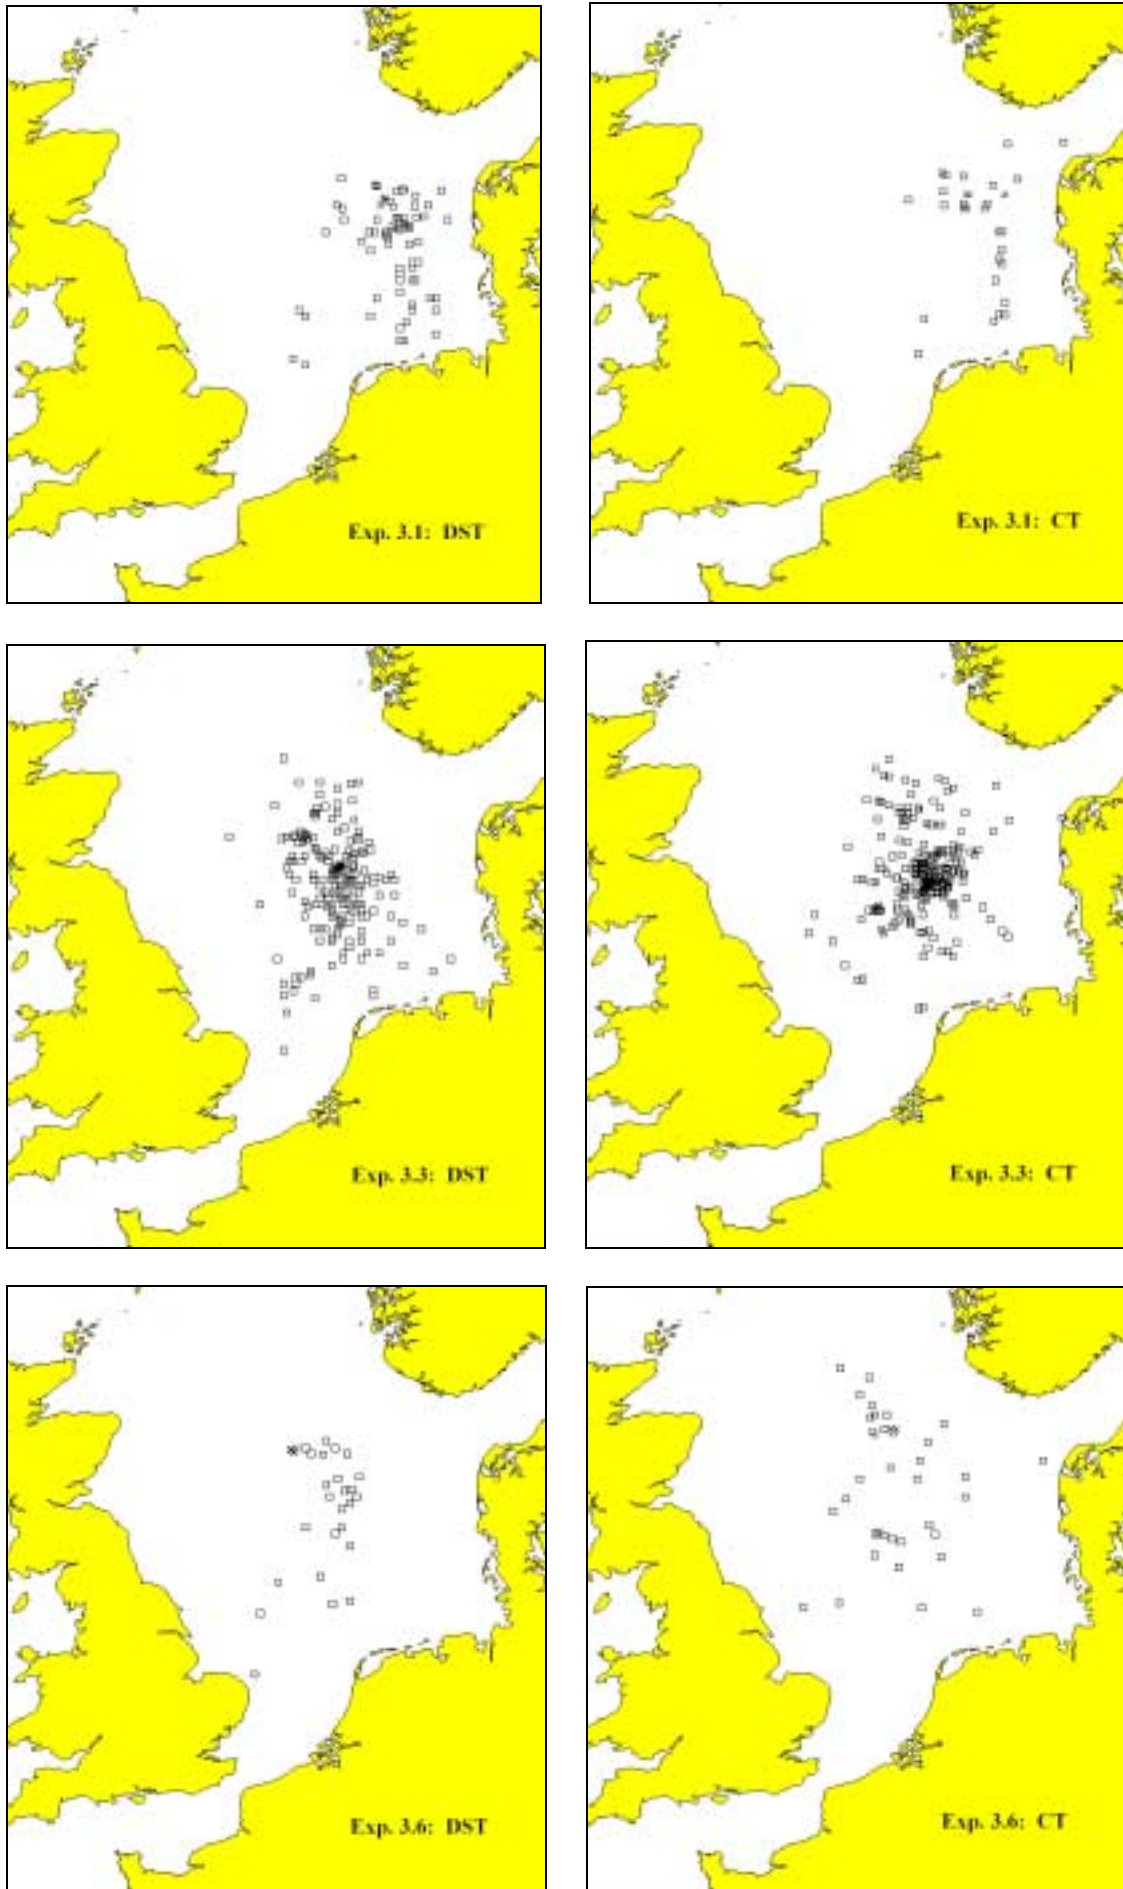 Exp. 3.1: DST
Exp. 3.1: CT
Exp. 3.3: DST
Exp. 3.3: CT
Exp. 3.6: DST
Exp. 3.6: CT